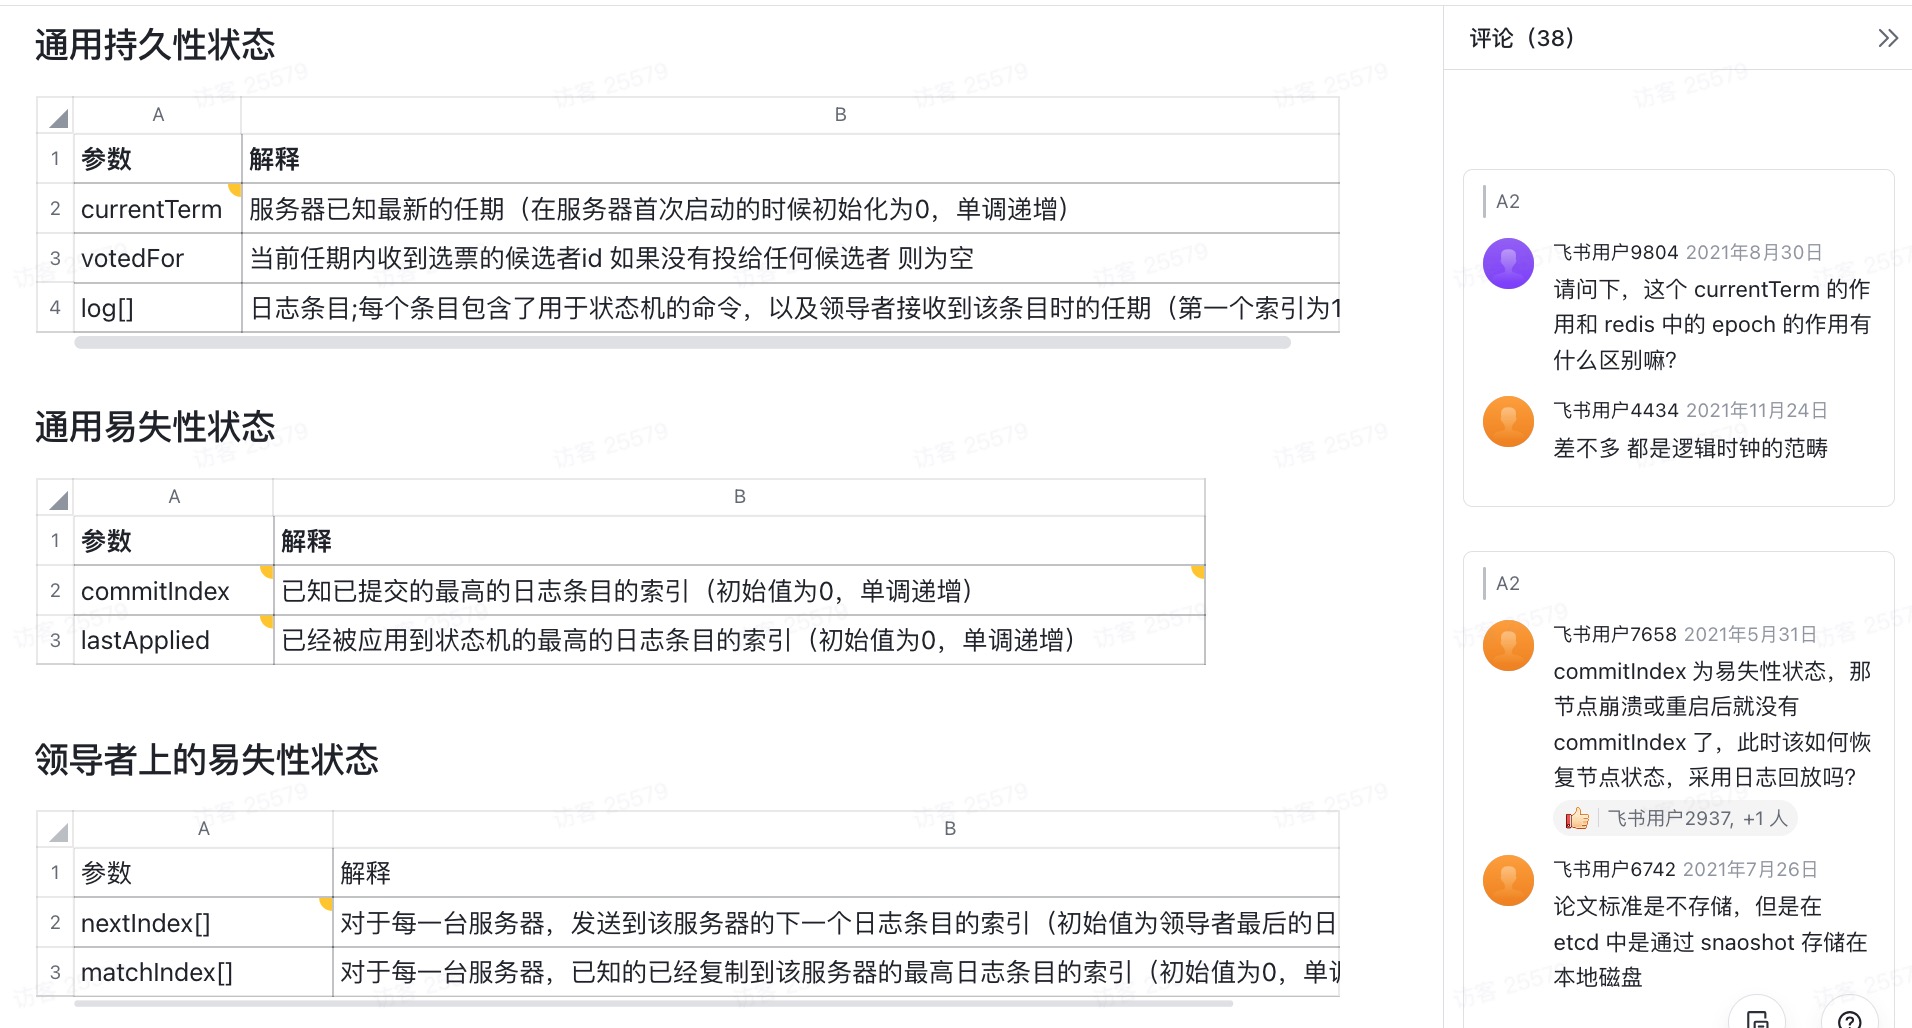 通用持久性状态
A
B
1 参数 解释
2 currentTerm 服务器已知最新的任期（在服务器首次启动的时候初始化为0，单调递增）
3 votedFor 当前任期内收到选票的候选者id 如果没有投给任何候选者 则为空
4 log[] 日志条目;每个条目包含了用于状态机的命令，以及领导者接收到该条目时的任期（第一个索引为1
通用易失性状态
A
B
1 参数 解释
2 commitIndex 已知已提交的最高的日志条目的索引（初始值为0，单调递增）
3 lastApplied 已经被应用到状态机的最高的日志条目的索引（初始值为0，单调递增）
领导者上的易失性状态
A
B
1 参数 解释
2 nextIndex[] 对于每一台服务器，发送到该服务器的下一个日志条目的索引（初始值为领导者最后的日
3 matchIndex[] 对于每一台服务器，已知的已经复制到该服务器的最高日志条目的索引（初始值为0，单
评论（38）
A2
飞书用户9804 2021年8月30日
请问下，这个 currentTerm 的作
用和 redis 中的 epoch 的作用有
什么区别嘛?
飞书用户4434 2021年11月24日
差不多 都是逻辑时钟的范畴
A2
飞书用户7658 2021年5月31日
commitIndex 为易失性状态，那
节点崩溃或重启后就没有
commitIndex 了，此时该如何恢
复节点状态，采用日志回放吗?
飞书用户2937, +1 人
飞书用户6742 2021年7月26日
论文标准是不存储，但是在
etcd 中是通过 snaoshot 存储在
本地磁盘
访客 25579